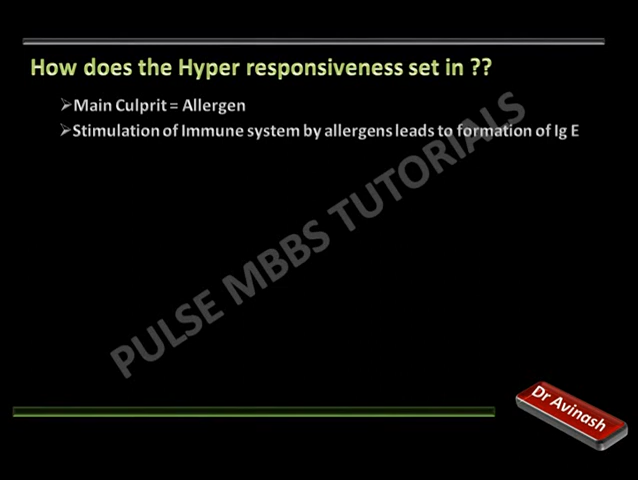 How does the Hyper responsiveness set in ??
➢Main Culprit = Allergen
➢Stimulation of Immune system by allergens leads to formation of Ig E
PULSE MBBS TUTORIALS
Dr Avinash